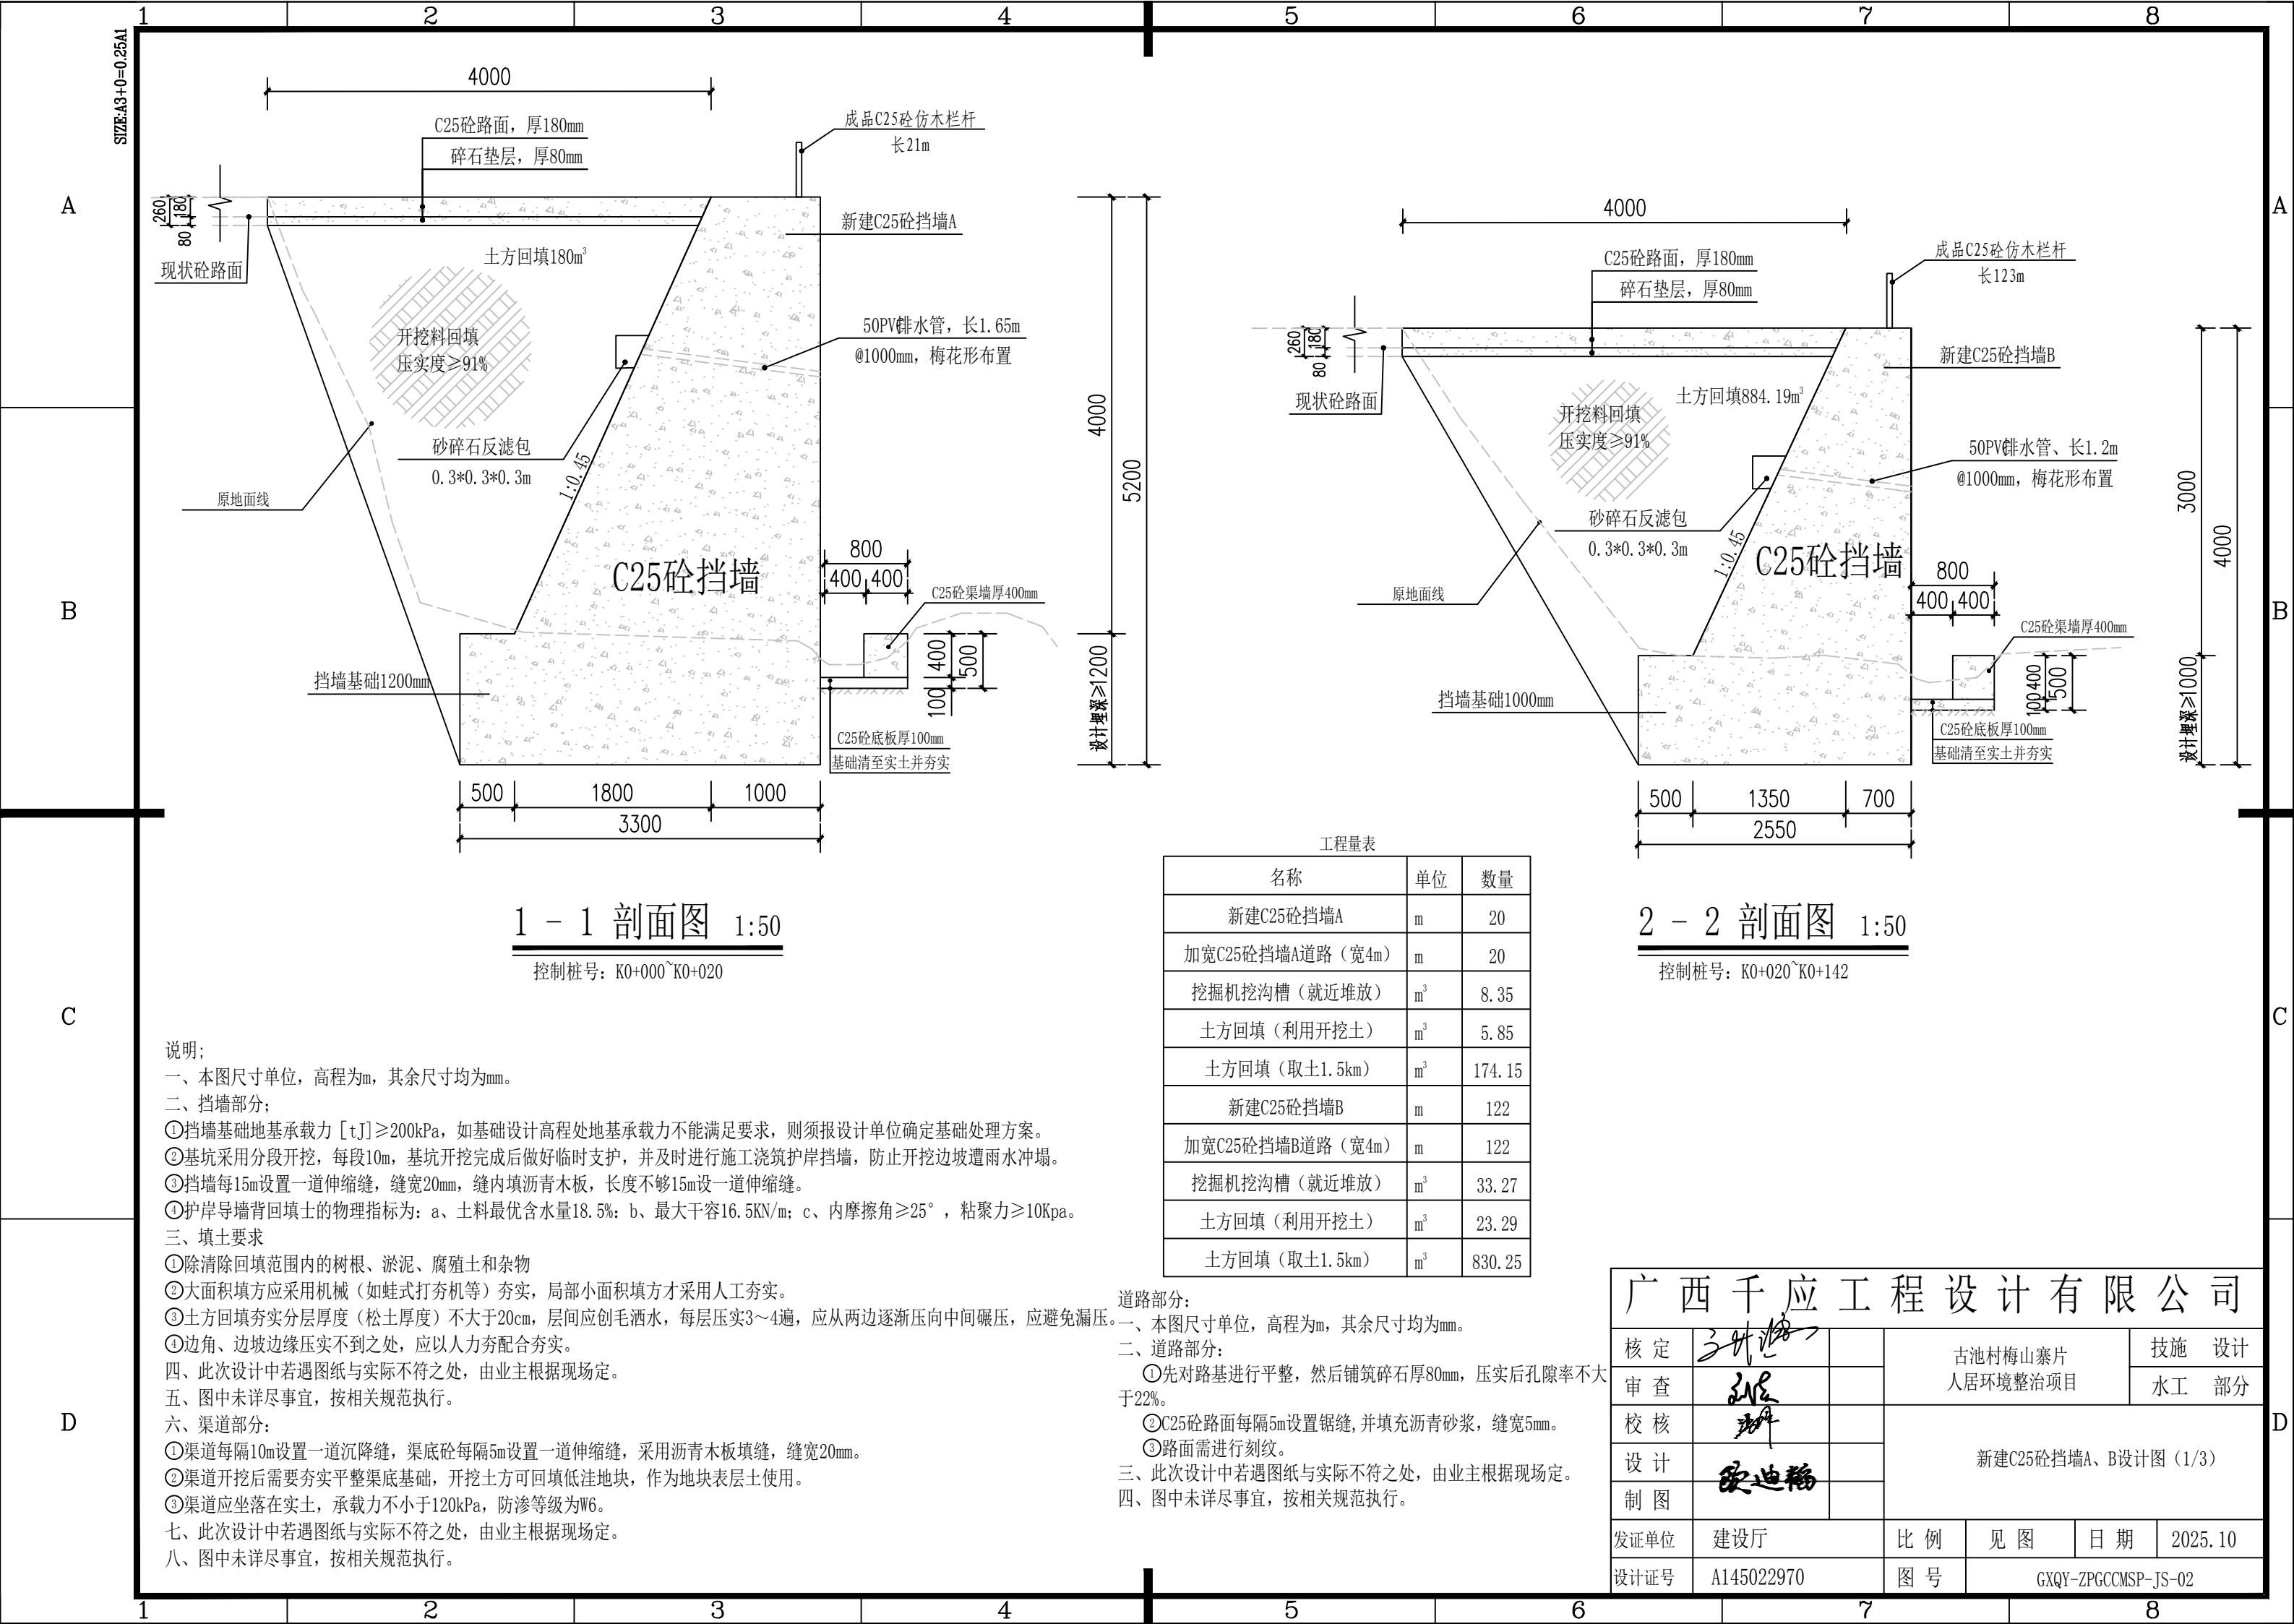 1 2 3 4 5 6 7 8
SIZE:A3+0=0.25A1
A
B
C
D
4000
C25砼路面，厚180mm
碎石垫层，厚80mm
成品C25砼仿木栏杆
长21m
260
180
80
现状砼路面
土方回填180m³
新建C25砼挡墙A
开挖料回填
压实度≥91%
50PVC排水管，长1.65m
@1000mm，梅花形布置
砂碎石反滤包
0.3*0.3*0.3m
1:0.45
原地面线
C25砼挡墙
800
400 400
C25砼渠墙厚400mm
400
500
100
挡墙基础1200mm
C25砼底板厚100mm
基础清至实土并夯实
4000
5200
设计埋深≥1200
500 1800 1000
3300
1 - 1 剖面图 1:50
控制桩号：K0+000~K0+020
4000
C25砼路面，厚180mm
碎石垫层，厚80mm
成品C25砼仿木栏杆
长123m
260
180
80
现状砼路面
土方回填884.19m³
新建C25砼挡墙B
开挖料回填
压实度≥91%
50PVC排水管、长1.2m
@1000mm，梅花形布置
砂碎石反滤包
0.3*0.3*0.3m
1:0.45
原地面线
C25砼挡墙
800
400 400
C25砼渠墙厚400mm
400
500
100
挡墙基础1000mm
C25砼底板厚100mm
基础清至实土并夯实
3000
4000
设计埋深≥1000
500 1350 700
2550
2 - 2 剖面图 1:50
控制桩号：K0+020~K0+142
工程量表
名称 单位 数量
新建C25砼挡墙A m 20
加宽C25砼挡墙A道路（宽4m） m 20
挖掘机挖沟槽（就近堆放） m³ 8.35
土方回填（利用开挖土） m³ 5.85
土方回填（取土1.5km） m³ 174.15
新建C25砼挡墙B m 122
加宽C25砼挡墙B道路（宽4m） m 122
挖掘机挖沟槽（就近堆放） m³ 33.27
土方回填（利用开挖土） m³ 23.29
土方回填（取土1.5km） m³ 830.25
说明;
一、本图尺寸单位，高程为m，其余尺寸均为mm。
二、挡墙部分;
①挡墙基础地基承载力［tJ]≥200kPa，如基础设计高程处地基承载力不能满足要求，则须报设计单位确定基础处理方案。
②基坑采用分段开挖，每段10m，基坑开挖完成后做好临时支护，并及时进行施工浇筑护岸挡墙，防止开挖边坡遭雨水冲塌。
③挡墙每15m设置一道伸缩缝，缝宽20mm，缝内填沥青木板，长度不够15m设一道伸缩缝。
④护岸导墙背回填士的物理指标为：a、土料最优含水量18.5%：b、最大干容16.5KN/m；c、内摩擦角≥25°，粘聚力≥10Kpa。
三、填土要求
①除清除回填范围内的树根、淤泥、腐殖土和杂物
②大面积填方应采用机械（如蛙式打夯机等）夯实，局部小面积填方才采用人工夯实。
③土方回填夯实分层厚度（松土厚度）不大于20cm，层间应创毛洒水，每层压实3～4遍，应从两边逐渐压向中间碾压，应避免漏压。
④边角、边坡边缘压实不到之处，应以人力夯配合夯实。
四、此次设计中若遇图纸与实际不符之处，由业主根据现场定。
五、图中未详尽事宜，按相关规范执行。
六、渠道部分：
①渠道每隔10m设置一道沉降缝，渠底砼每隔5m设置一道伸缩缝，采用沥青木板填缝，缝宽20mm。
②渠道开挖后需要夯实平整渠底基础，开挖土方可回填低洼地块，作为地块表层土使用。
③渠道应坐落在实土，承载力不小于120kPa，防渗等级为W6。
七、此次设计中若遇图纸与实际不符之处，由业主根据现场定。
八、图中未详尽事宜，按相关规范执行。
道路部分：
一、本图尺寸单位，高程为m，其余尺寸均为mm。
二、道路部分：
①先对路基进行平整，然后铺筑碎石厚80mm，压实后孔隙率不大
于22%。
②C25砼路面每隔5m设置锯缝,并填充沥青砂浆，缝宽5mm。
③路面需进行刻纹。
三、此次设计中若遇图纸与实际不符之处，由业主根据现场定。
四、图中未详尽事宜，按相关规范执行。
广西千应工程设计有限公司
核 定
审 查
校 核
设 计 欧迪韬
制 图
古池村梅山寨片
人居环境整治项目
技施 设计
水工 部分
新建C25砼挡墙A、B设计图（1/3）
发证单位 建设厅 比 例 见 图 日 期 2025.10
设计证号 A145022970 图 号 GXQY-ZPGCCMSP-JS-02
A
B
C
D
1 2 3 4 5 6 7 8